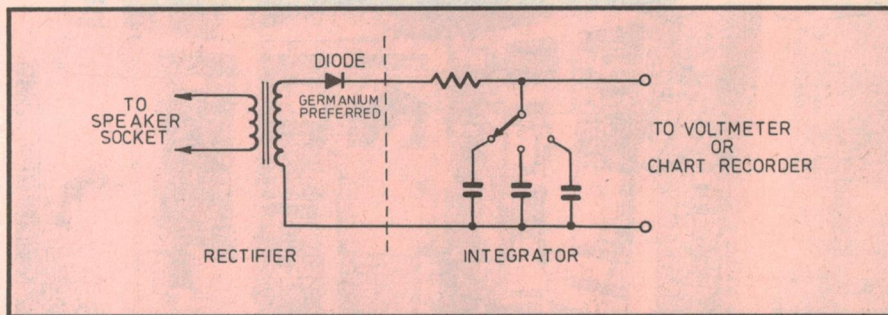 DIODE
GERMANIUM
PREFERRED
TO
SPEAKER
SOCKET
TO VOLTMETER
OR
CHART RECORDER
RECTIFIER
INTEGRATOR